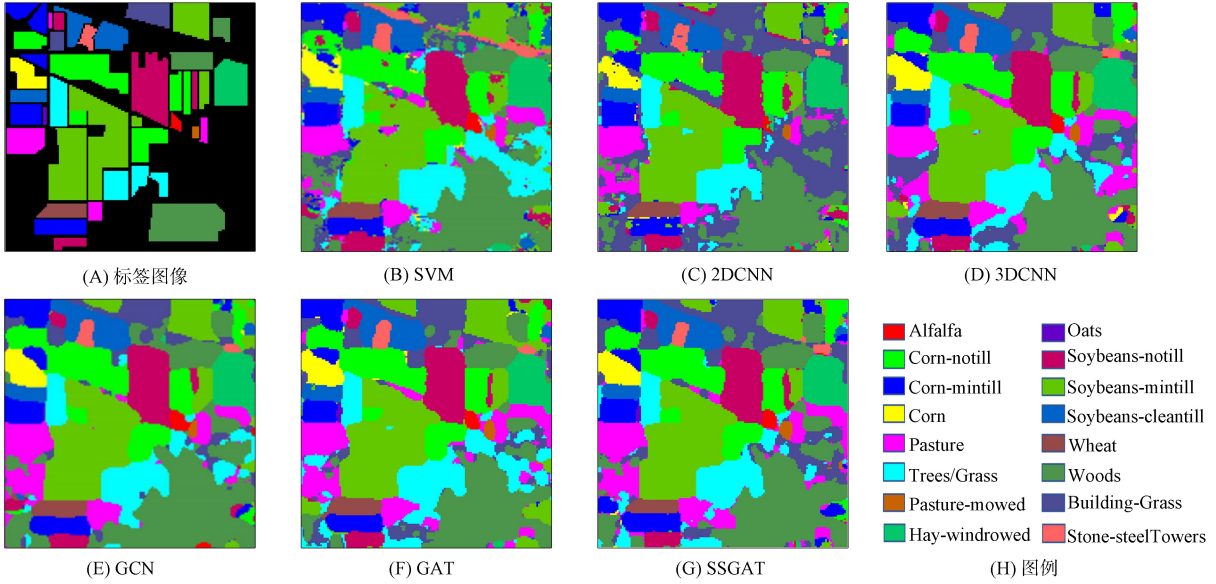 (A) 标签图像
(B) SVM
(C) 2DCNN
(D) 3DCNN
Alfalfa
Oats
Corn-notill
Soybeans-notill
Corn-mintill
Soybeans-mintill
Corn
Soybeans-cleantill
Pasture
Wheat
Trees/Grass
Woods
Pasture-mowed
Building-Grass
Hay-windrowed
Stone-steelTowers
(E) GCN
(F) GAT
(G) SSGAT
(H) 图例